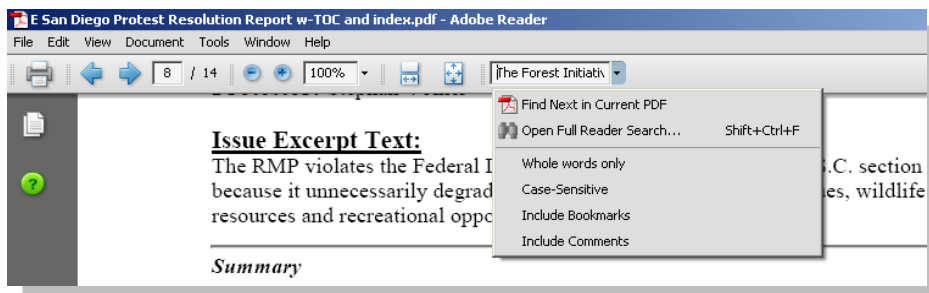 E San Diego Protest Resolution Report w-TOC and index.pdf - Adobe Reader
File Edit View Document Tools Window Help
8 / 14 100% The Forest Initiativ
Find Next in Current PDF
Open Full Reader Search... Shift+Ctrl+F
Whole words only
Case-Sensitive
Include Bookmarks
Include Comments
Issue Excerpt Text:
The RMP violates the Federal .C. section
because it unnecessarily degrad es, wildlife
resources and recreational oppo
Summary